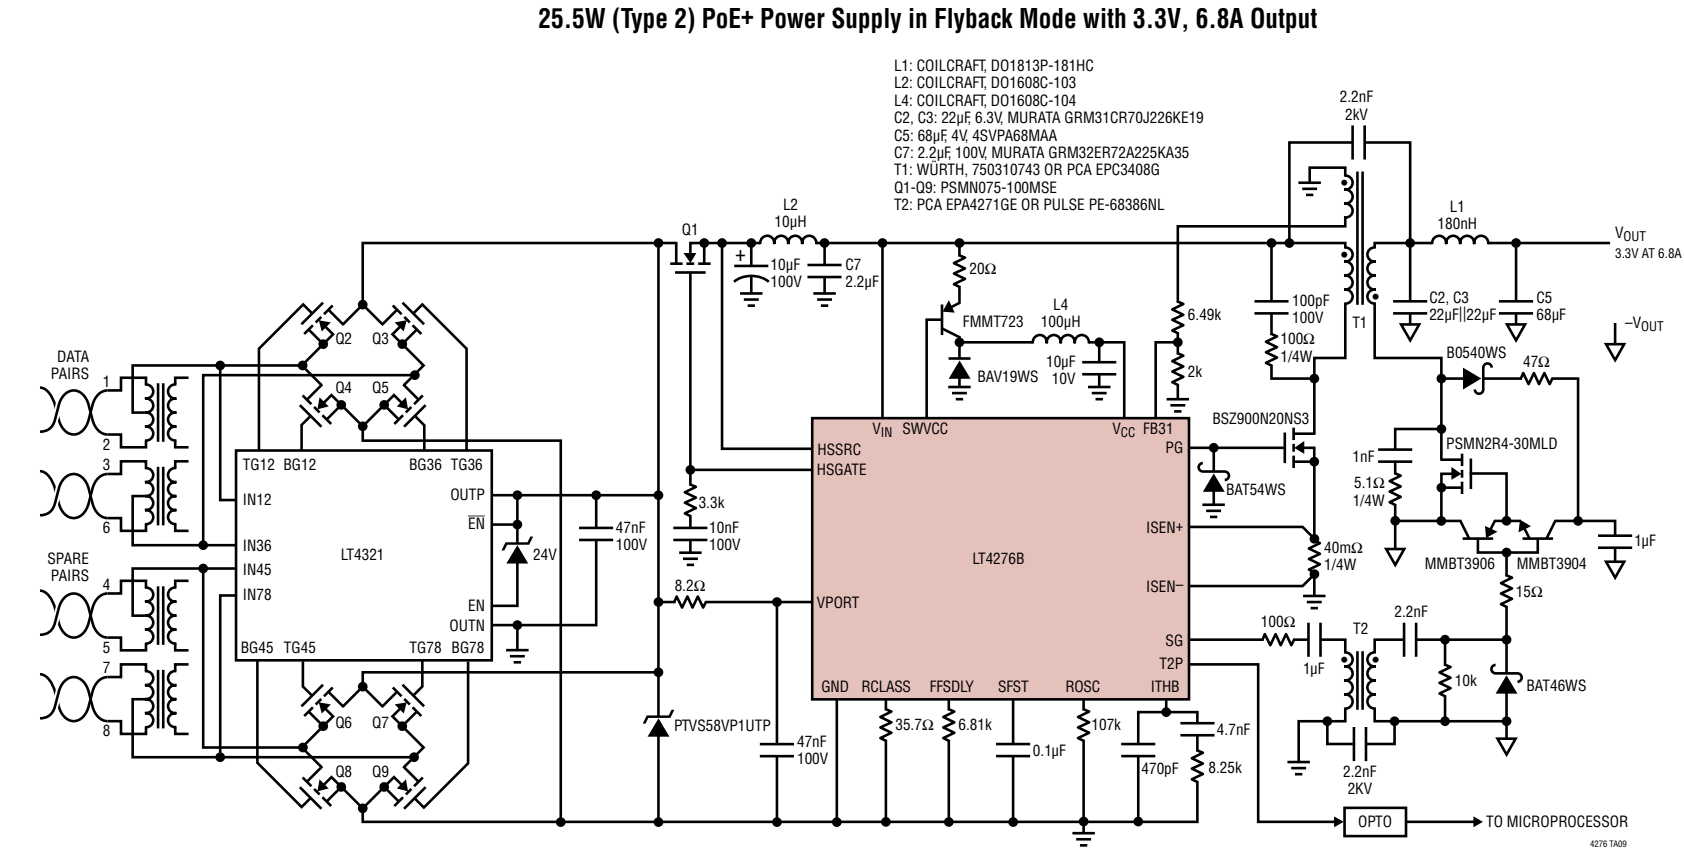 25.5W (Type 2) PoE+ Power Supply in Flyback Mode with 3.3V, 6.8A Output
L1: COILCRAFT, DO1813P-181HC
L2: COILCRAFT, DO1608C-103
L4: COILCRAFT, DO1608C-104
C2, C3: 22µF, 6.3V, MURATA GRM31CR70J226KE19
C5: 68µF, 4V, 4SVPA68MAA
C7: 2.2µF, 100V, MURATA GRM32ER72A225KA35
T1: WÜRTH, 750310743 OR PCA EPC3408G
Q1-Q9: PSMN075-100MSE
T2: PCA EPA4271GE OR PULSE PE-68386NL
2.2nF
2kV
L1
180nH
VOUT
3.3V AT 6.8A
L2
10µH
Q1
+
10µF
100V
C7
2.2µF
20Ω
FMMT723
L4
100µH
BAV19WS
10µF
10V
6.49k
2k
100pF
100V
100Ω
1/4W
T1
C2, C3
22µF||22µF
C5
68µF
–VOUT
B0540WS
47Ω
DATA
PAIRS
1
2
3
6
SPARE
PAIRS
4
5
7
8
Q2
Q3
Q4
Q5
TG12
BG12
BG36
TG36
IN12
IN36
IN45
IN78
LT4321
OUTP
EN
EN
OUTN
BG45
TG45
TG78
BG78
24V
47nF
100V
Q6
Q7
Q8
Q9
3.3k
10nF
100V
8.2Ω
PTVS58VP1UTP
47nF
100V
VIN
SWVCC
VCC
FB31
HSSRC
HSGATE
VPORT
LT4276B
PG
ISEN+
ISEN–
SG
T2P
GND
RCLASS
FFSDLY
SFST
ROSC
ITHB
35.7Ω
6.81k
0.1µF
107k
470pF
4.7nF
8.25k
BSZ900N20NS3
BAT54WS
40mΩ
1/4W
1nF
5.1Ω
1/4W
PSMN2R4-30MLD
MMBT3906
MMBT3904
1µF
15Ω
100Ω
1µF
T2
2.2nF
10k
BAT46WS
2.2nF
2KV
OPTO
TO MICROPROCESSOR
4276 TA09